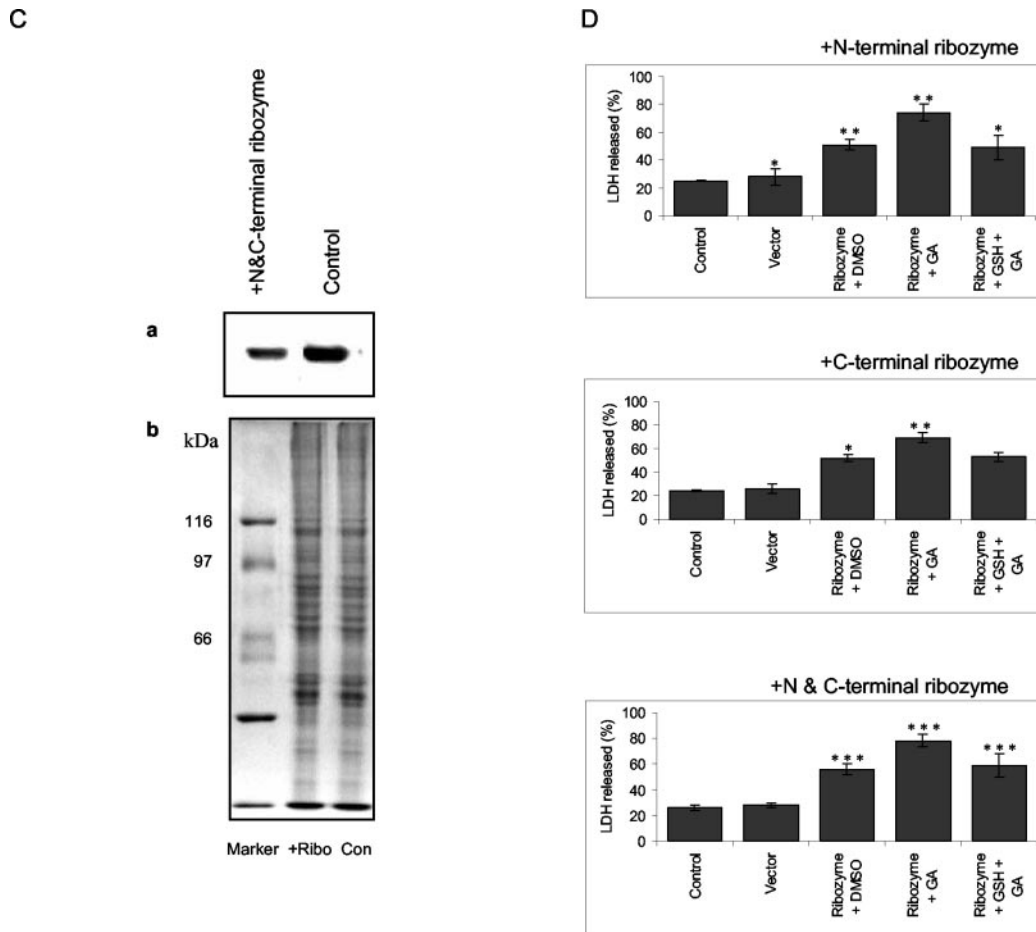 C
+N&C-terminal ribozyme
Control
a
b
kDa
116
97
66
Marker +Ribo Con
D
+N-terminal ribozyme
LDH released (%)
100
80
60
40
20
0
*
**
**
*
Control
Vector
Ribozyme
+ DMSO
Ribozyme
+ GA
Ribozyme
+ GSH +
GA
+C-terminal ribozyme
LDH released (%)
100
80
60
40
20
0
*
**
Control
Vector
Ribozyme
+ DMSO
Ribozyme
+ GA
Ribozyme
+ GSH +
GA
+N & C-terminal ribozyme
LDH released (%)
100
80
60
40
20
0
***
***
***
Control
Vector
Ribozyme
+ DMSO
Ribozyme
+ GA
Ribozyme
+ GSH +
GA